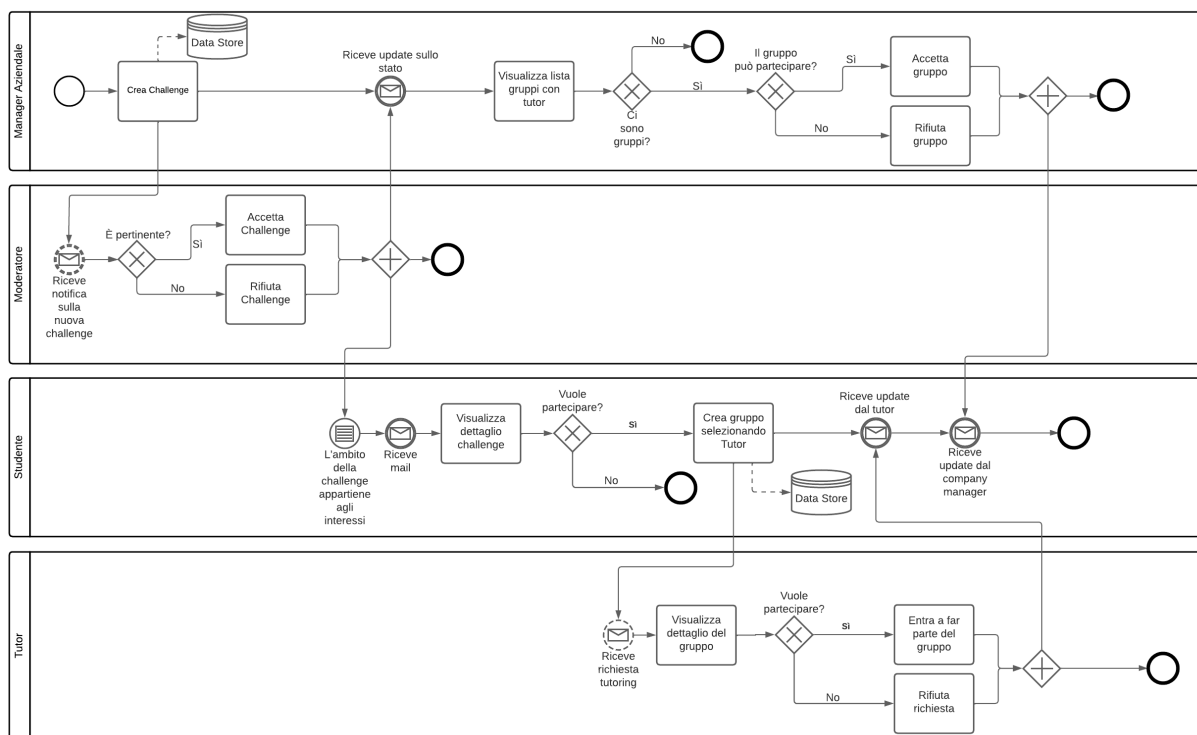 Manager Aziendale
Data Store
Crea Challenge
Riceve update sullo
stato
Visualizza lista
gruppi con
tutor
No
Sì
Ci
sono
gruppi?
Il gruppo
può partecipare?
Sì
No
Accetta
gruppo
Rifiuta
gruppo
Moderatore
Riceve
notifica
sulla
nuova
challenge
È pertinente?
Sì
No
Accetta
Challenge
Rifiuta
Challenge
Studente
L'ambito
della
challenge
appartiene
agli
interessi
Riceve
mail
Visualizza
dettaglio
challenge
Vuole
partecipare?
sì
No
Crea gruppo
selezionando
Tutor
Data Store
Riceve update
dal tutor
Riceve
update dal
company
manager
Tutor
Riceve
richiesta
tutoring
Visualizza
dettaglio del
gruppo
Vuole
partecipare?
sì
No
Entra a far
parte del
gruppo
Rifiuta
richiesta